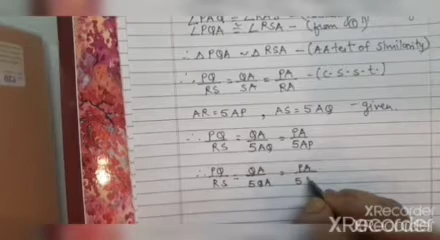 ∠PQA ≅ ∠RSA - (from ① )
∴ △PQA ~ △RSA - (AA test of similarity)
∴ PQ/RS = QA/SA = PA/RA - (c.s.s.t.)
AR = 5AP , AS = 5AQ - given.
∴ PQ/RS = QA/5AQ = PA/5AP
∴ PQ/RS = QA/5QA = PA/5
XRecorder